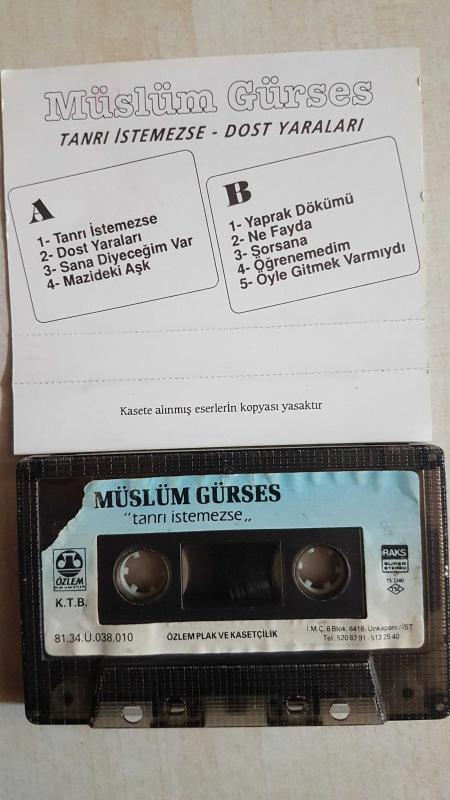 Müslüm Gürses
TANRI İSTEMEZSE - DOST YARALARI
A
1- Tanrı İstemezse
2- Dost Yaraları
3- Sana Diyeceğim Var
4- Mazideki Aşk
B
1- Yaprak Dökümü
2- Ne Fayda
3- Şorsana
4- Öğrenemedim
5- Öyle Gitmek Varmıydı
Kasete alınmış eserlerin kopyası yasaktır
MÜSLÜM GÜRSES
"tanrı istemezse„
ÖZLEM
K.T.B.
81.34.Ü.038.010
ÖZLEM PLAK VE KASETÇİLİK
RAKS
SUPER
STEREO
TS 2240
TSE
İ.M.Ç. 6 Blok. 6416. Unkapanı / İST.
Tel: 520 87 91 - 513 25 40